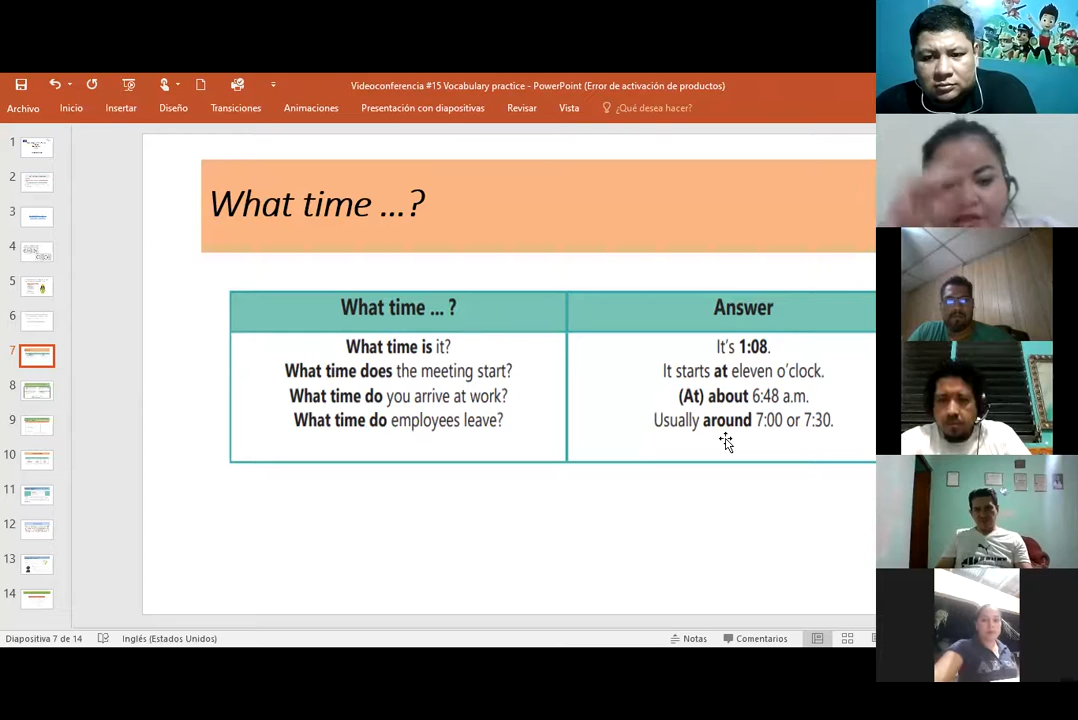 Videoconferencia #15 Vocabulary practice - PowerPoint (Error de activación de productos)
Archivo Inicio Insertar Diseño Transiciones Animaciones Presentación con diapositivas Revisar Vista ¿Qué desea hacer?
1
2
3
4
5
6
7
8
9
10
11
12
13
14
What time ...?
What time ... ? Answer
What time is it? It's 1:08.
What time does the meeting start? It starts at eleven o'clock.
What time do you arrive at work? (At) about 6:48 a.m.
What time do employees leave? Usually around 7:00 or 7:30.
Diapositiva 7 de 14 Inglés (Estados Unidos) Notas Comentarios